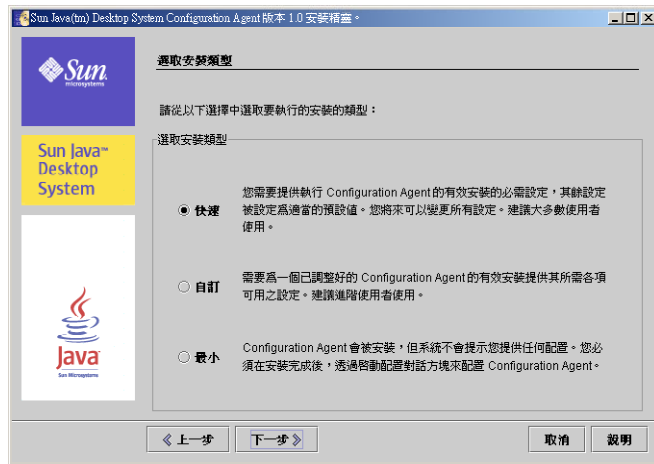 Sun Java(tm) Desktop System Configuration Agent 版本 1.0 安裝精靈。
Sun
microsystems
選取安裝類型
請從以下選擇中選取要執行的安裝的類型：
Sun Java™
Desktop
System
選取安裝類型
快速
您需要提供執行 Configuration Agent 的有效安裝的必需設定，其餘設定
被設定為適當的預設值。您將來可以變更所有設定。建議大多數使用者
使用。
自訂
需要為一個已調整好的 Configuration Agent 的有效安裝提供其所需各項
可用之設定。建議進階使用者使用。
最小
Configuration Agent 會被安裝，但系統不會提示您提供任何配置。您必
須在安裝完成後，透過啟動配置對話方塊來配置 Configuration Agent。
Java
Sun Microsystems
上一步
下一步
取消
說明